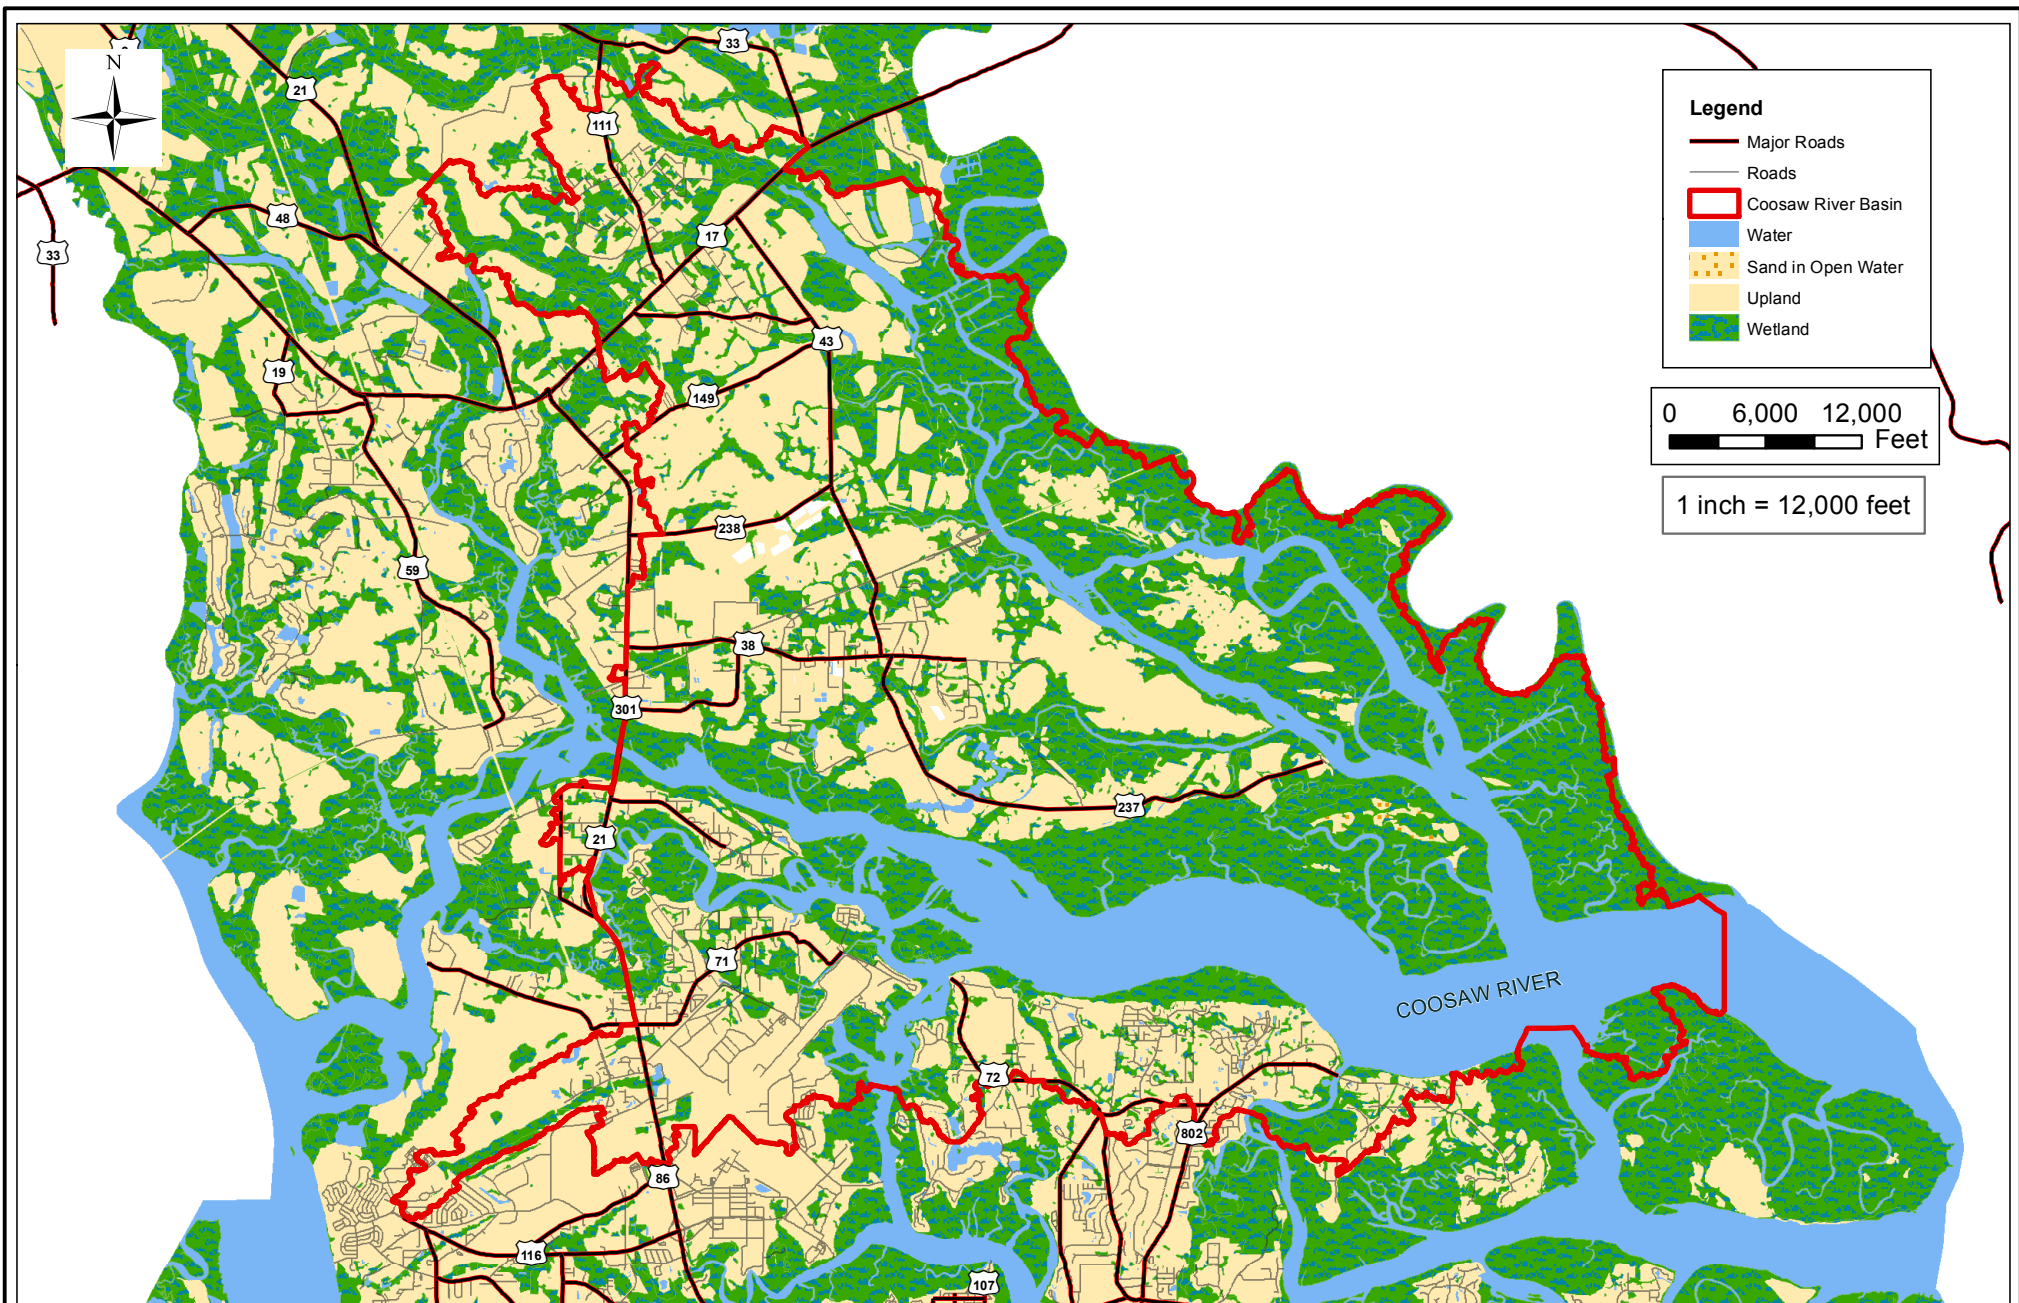 33
N
21
111
Legend
Major Roads
Roads
Coosaw River Basin
Water
Sand in Open Water
Upland
Wetland
48
17
33
43
19
149
0 6,000 12,000
Feet
1 inch = 12,000 feet
238
59
38
301
237
21
71
COOSAW RIVER
72
802
86
116
107